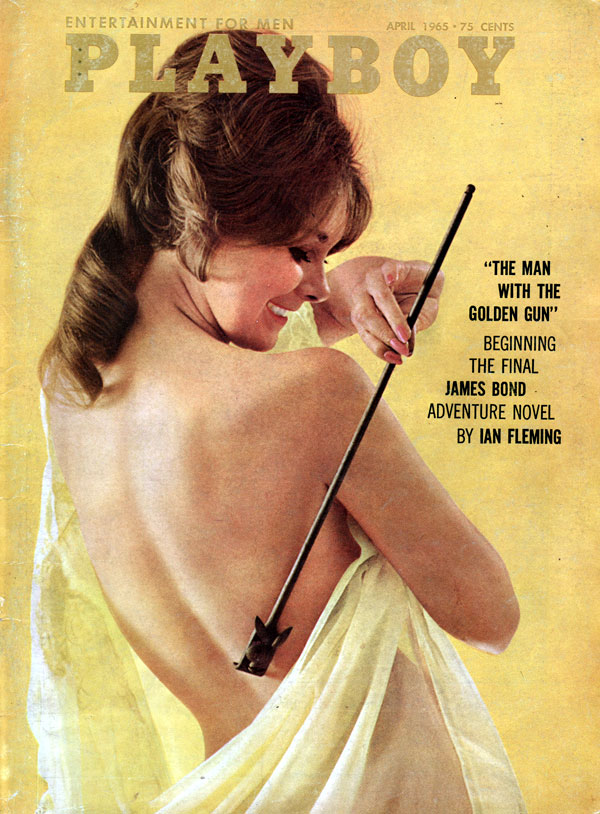 ENTERTAINMENT FOR MEN
APRIL 1965 • 75 CENTS
PLAYBOY
“THE MAN
WITH THE
GOLDEN GUN”
BEGINNING
THE FINAL
JAMES BOND
ADVENTURE NOVEL
BY IAN FLEMING